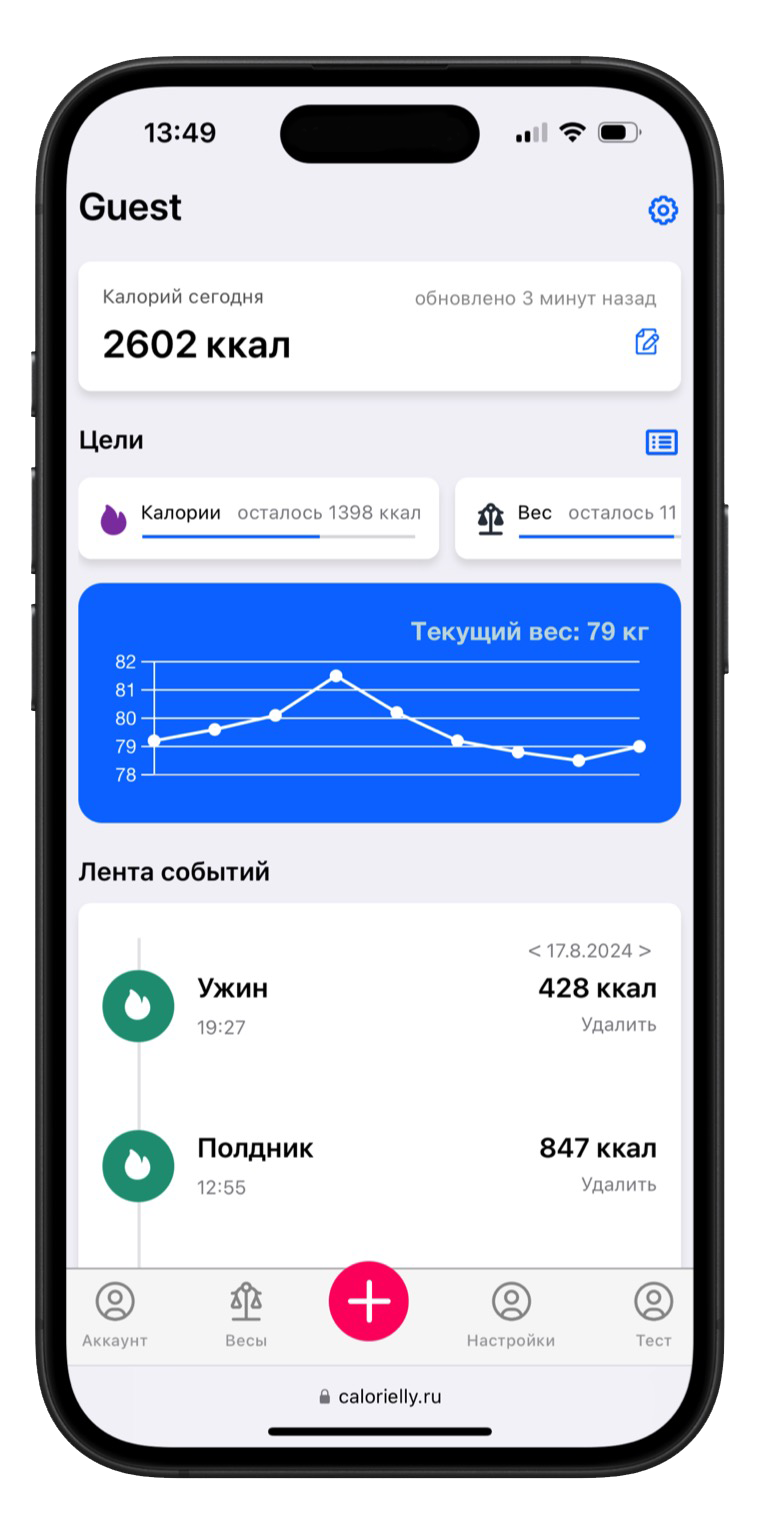 13:49
Guest
Калорий сегодня обновлено 3 минут назад
2602 ккал
Цели
Калории осталось 1398 ккал Вес осталось 11
Текущий вес: 79 кг
82
81
80
79
78
Лента событий
< 17.8.2024 >
Ужин 428 ккал
19:27 Удалить
Полдник 847 ккал
12:55 Удалить
Аккаунт Весы Настройки Тест
calorielly.ru